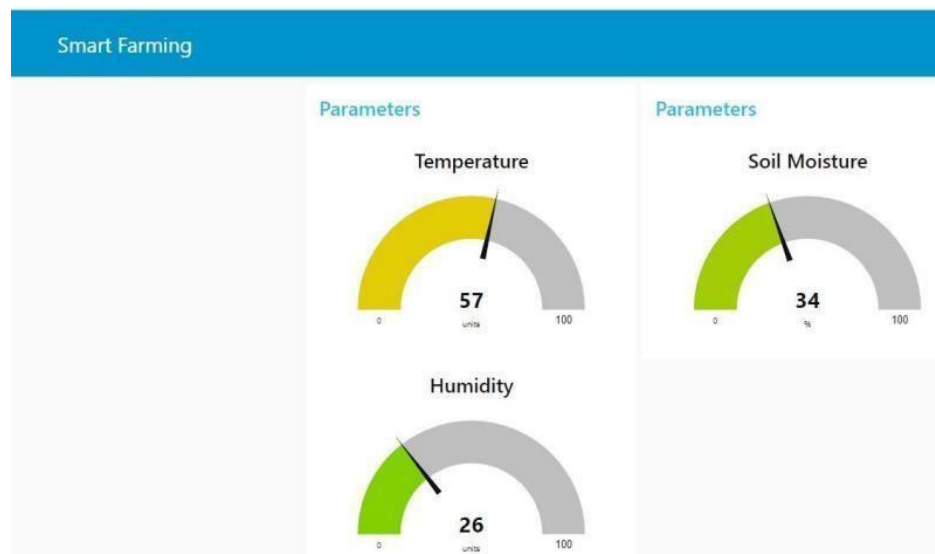 Smart Farming
Parameters
Temperature
57
units
0
100
Humidity
26
units
0
100
Parameters
Soil Moisture
34
%
0
100